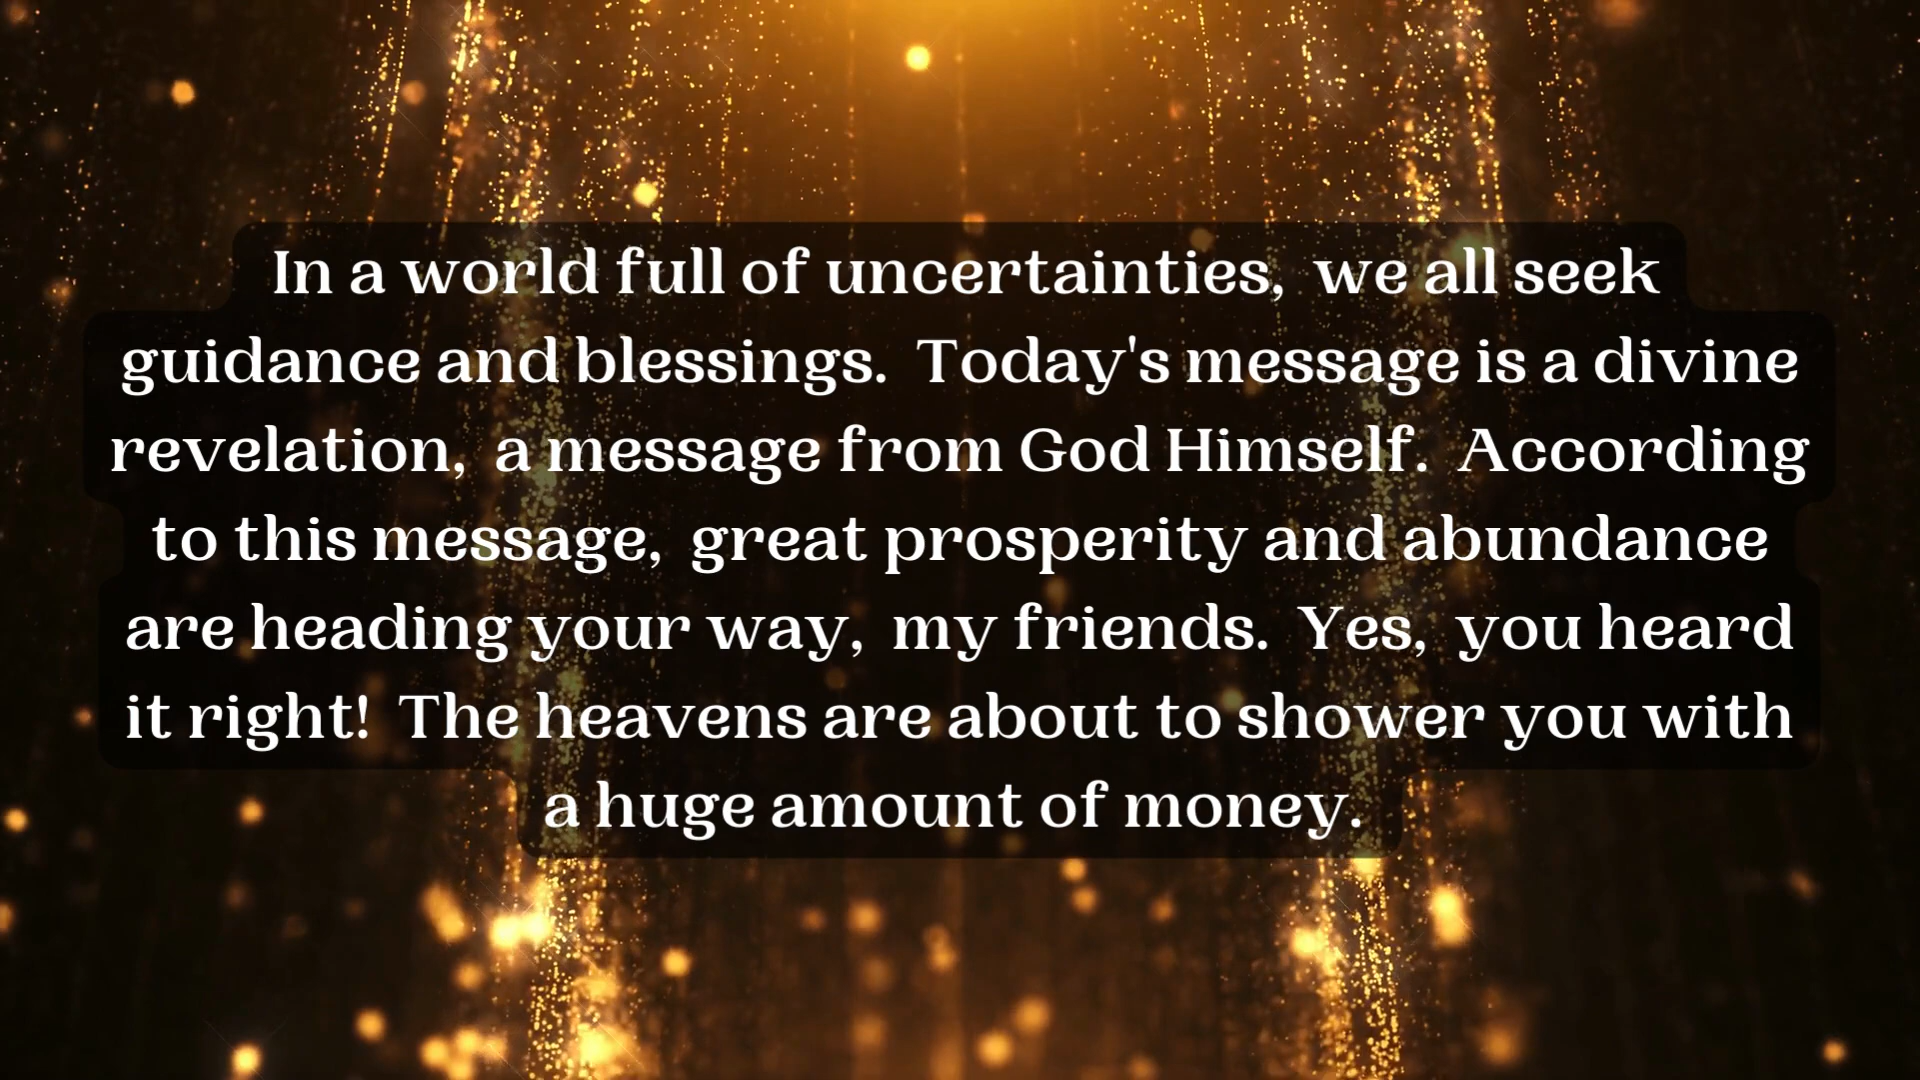 In a world full of uncertainties, we all seek
guidance and blessings. Today's message is a divine
revelation, a message from God Himself. According
to this message, great prosperity and abundance
are heading your way, my friends. Yes, you heard
it right! The heavens are about to shower you with
a huge amount of money.